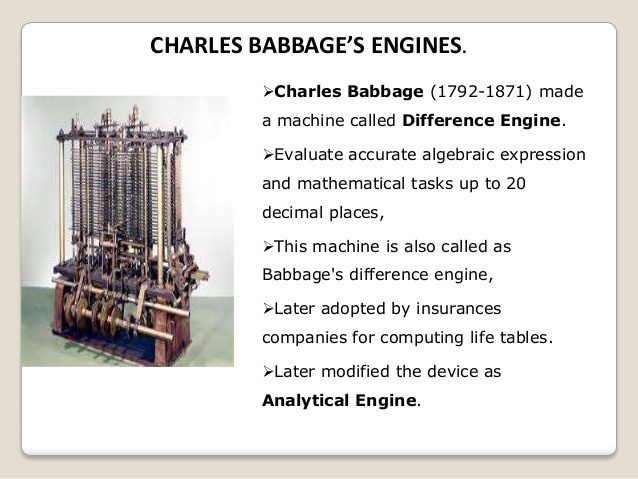 CHARLES BABBAGE’S ENGINES.
➢Charles Babbage (1792-1871) made
a machine called Difference Engine.
➢Evaluate accurate algebraic expression
and mathematical tasks up to 20
decimal places,
➢This machine is also called as
Babbage's difference engine,
➢Later adopted by insurances
companies for computing life tables.
➢Later modified the device as
Analytical Engine.